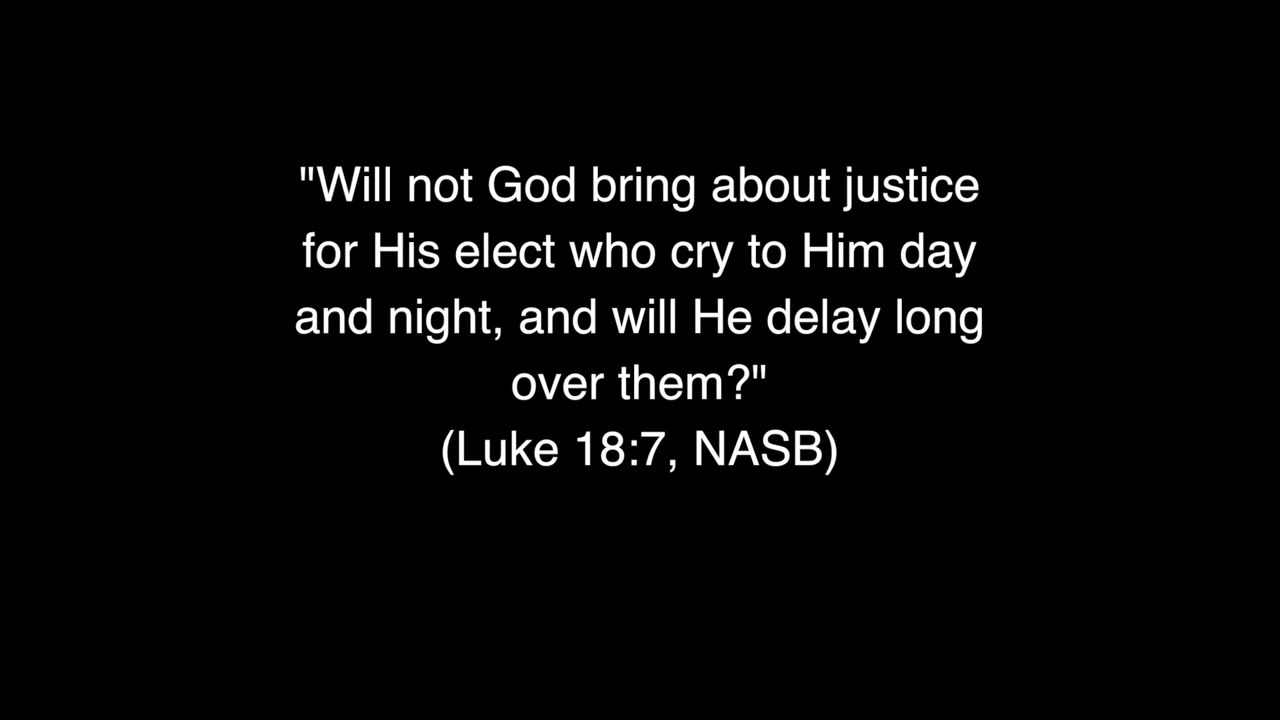 "Will not God bring about justice
for His elect who cry to Him day
and night, and will He delay long
over them?"
(Luke 18:7, NASB)